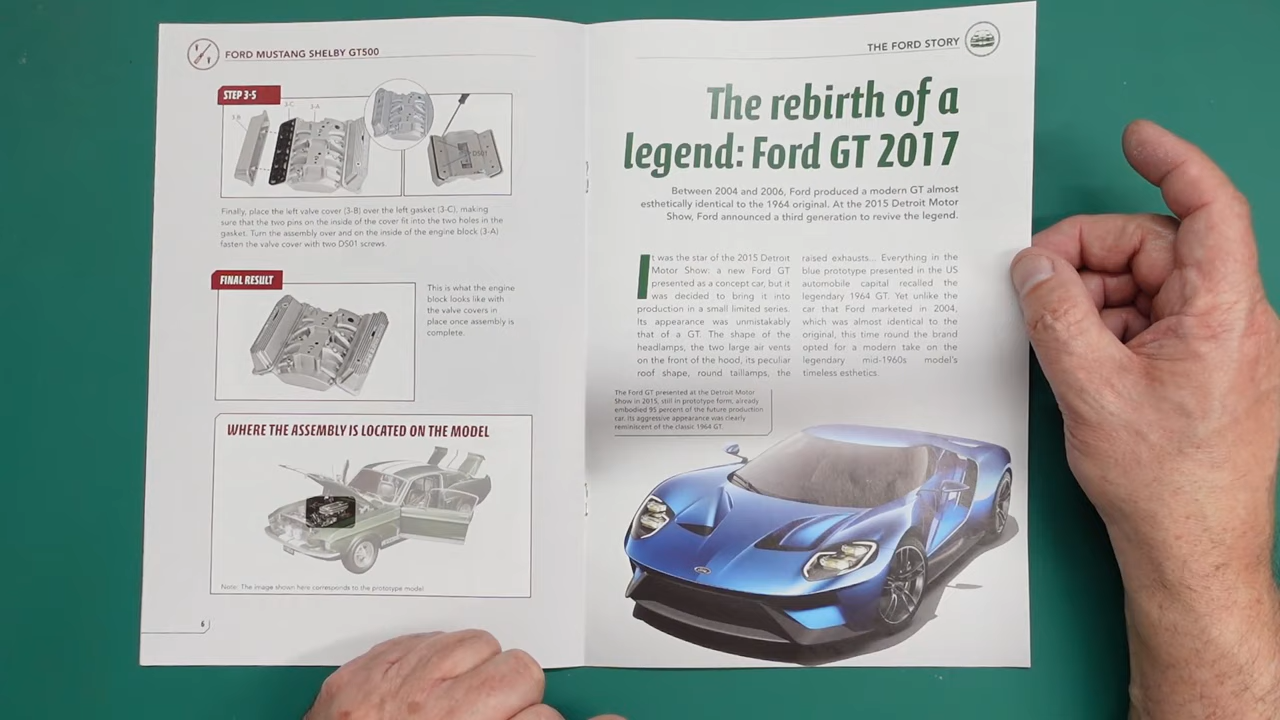 FORD MUSTANG SHELBY GT500
STEP 3-5
3-B
3-C
3-A
DS01
Finally, place the left valve cover (3-B) over the left gasket (3-C), making
sure that the two pins on the inside of the cover fit into the two holes in the
gasket. Turn the assembly over and on the inside of the engine block (3-A)
fasten the valve cover with two DS01 screws.
FINAL RESULT
This is what the engine
block looks like with
the valve covers in
place once assembly is
complete.
WHERE THE ASSEMBLY IS LOCATED ON THE MODEL
Note: The image shown here corresponds to the prototype model
6
THE FORD STORY
The rebirth of a
legend: Ford GT 2017
Between 2004 and 2006, Ford produced a modern GT almost
esthetically identical to the 1964 original. At the 2015 Detroit Motor
Show, Ford announced a third generation to revive the legend.
It was the star of the 2015 Detroit
Motor Show: a new Ford GT
presented as a concept car, but it
was decided to bring it into
production in a small limited series.
Its appearance was unmistakably
that of a GT. The shape of the
headlamps, the two large air vents
on the front of the hood, its peculiar
roof shape, round taillamps, the
raised exhausts... Everything in the
blue prototype presented in the US
automobile capital recalled the
legendary 1964 GT. Yet unlike the
car that Ford marketed in 2004,
which was almost identical to the
original, this time round the brand
opted for a modern take on the
legendary mid-1960s model's
timeless esthetics.
The Ford GT presented at the Detroit Motor
Show in 2015, still in prototype form, already
embodied 95 percent of the future production
car. Its aggressive appearance was clearly
reminiscent of the classic 1964 GT.